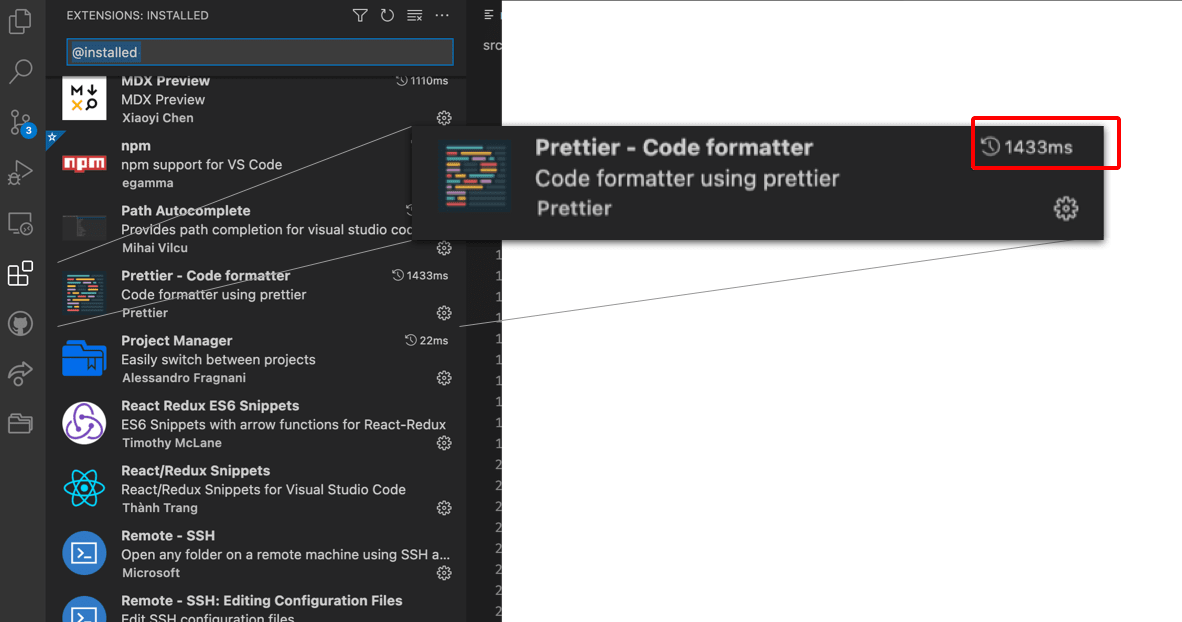 EXTENSIONS: INSTALLED
@installed
src
MDX Preview
1110ms
MDX Preview
Xiaoyi Chen
3
npm
npm support for VS Code
egamma
Path Autocomplete
Provides path completion for visual studio
Mihai Vilcu
Prettier - Code formatter
1433ms
Code formatter using prettier
Prettier
Prettier - Code formatter
1433ms
Code formatter using prettier
Prettier
Project Manager
22ms
Easily switch between projects
Alessandro Fragnani
React Redux ES6 Snippets
ES6 Snippets with arrow functions for React-Redux
Timothy McLane
React/Redux Snippets
React/Redux Snippets for Visual Studio Code
Thành Trang
Remote - SSH
Open any folder on a remote machine using SSH a...
Microsoft
Remote - SSH: Editing Configuration Files
Edit SSH configuration files